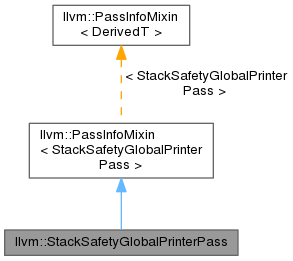 llvm::PassInfoMixin
< DerivedT >
< StackSafetyGlobalPrinter
Pass >
llvm::PassInfoMixin
< StackSafetyGlobalPrinter
Pass >
llvm::StackSafetyGlobalPrinterPass